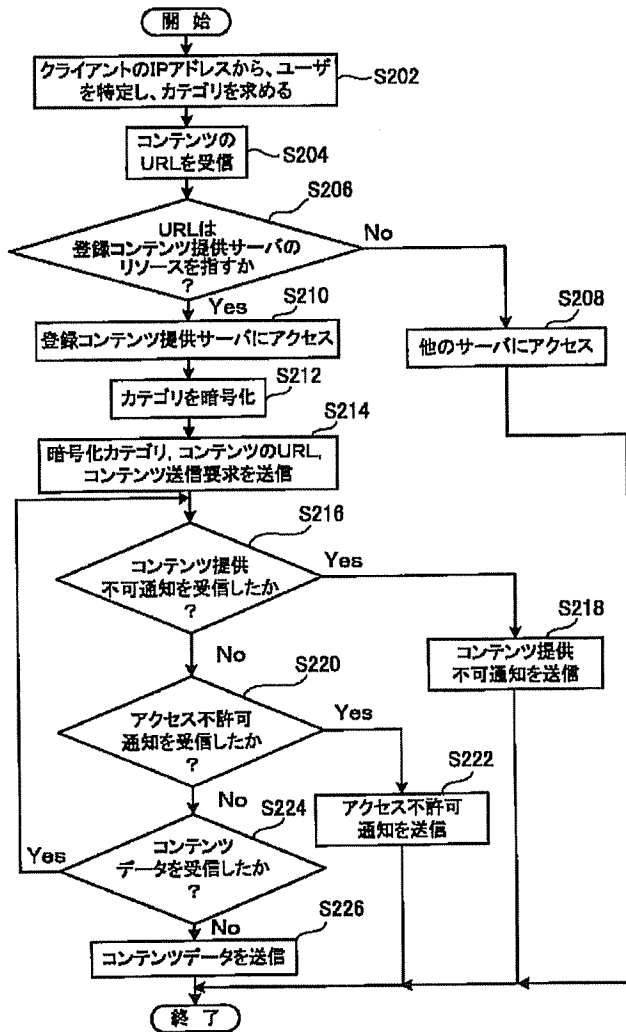 開 始
クライアントのIPアドレスから、ユーザ
を特定し、カテゴリを求める
S202
コンテンツの
URLを受信
S204
S206
URLは
登録コンテンツ提供サーバの
リソースを指すか
?
No
Yes
S210
登録コンテンツ提供サーバにアクセス
S208
他のサーバにアクセス
S212
カテゴリを暗号化
S214
暗号化カテゴリ,コンテンツのURL,
コンテンツ送信要求を送信
S216
コンテンツ提供
不可通知を受信したか
?
Yes
No
S218
コンテンツ提供
不可通知を送信
S220
アクセス不許可
通知を受信したか
?
Yes
No
S222
アクセス不許可
通知を送信
S224
コンテンツ
データを受信したか
?
Yes
No
S226
コンテンツデータを送信
終 了